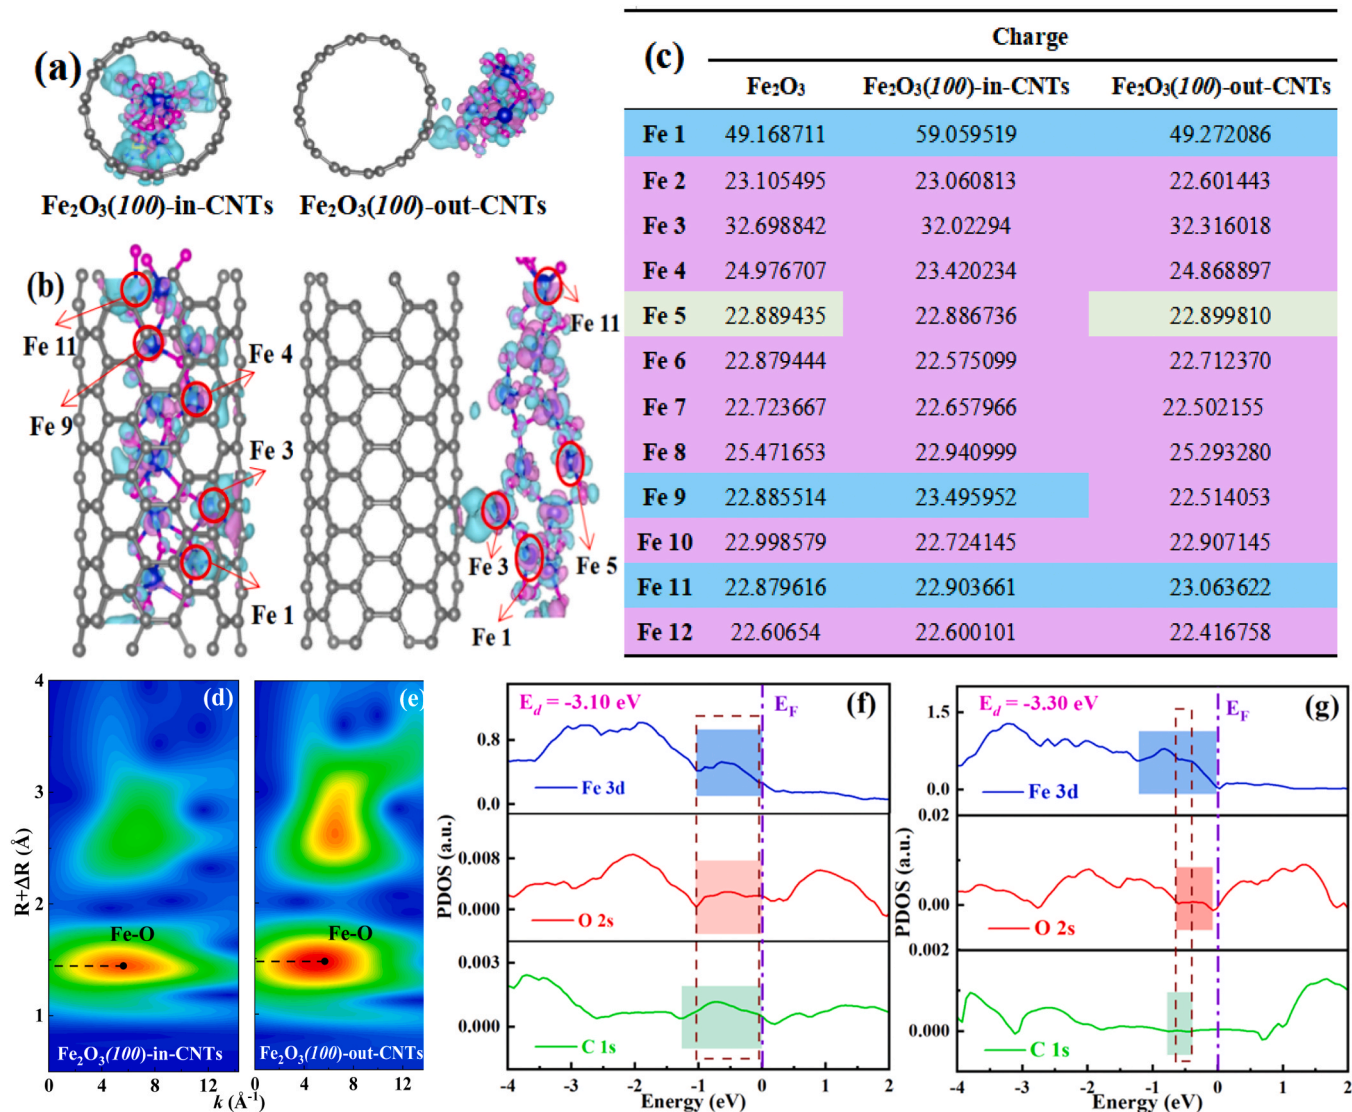 (a)
Fe₂O₃(100)-in-CNTs Fe₂O₃(100)-out-CNTs
(b)
Fe 11
Fe 9
Fe 4
Fe 3
Fe 1
Fe 11
Fe 3
Fe 5
Fe 1
(c)
Charge
Fe₂O₃ Fe₂O₃(100)-in-CNTs Fe₂O₃(100)-out-CNTs
Fe 1 49.168711 59.059519 49.272086
Fe 2 23.105495 23.060813 22.601443
Fe 3 32.698842 32.02294 32.316018
Fe 4 24.976707 23.420234 24.868897
Fe 5 22.889435 22.886736 22.899810
Fe 6 22.879444 22.575099 22.712370
Fe 7 22.723667 22.657966 22.502155
Fe 8 25.471653 22.940999 25.293280
Fe 9 22.885514 23.495952 22.514053
Fe 10 22.998579 22.724145 22.907145
Fe 11 22.879616 22.903661 23.063622
Fe 12 22.60654 22.600101 22.416758
(d)
(e)
4
3
2
1
R+ΔR (Å)
Fe-O Fe-O
Fe₂O₃(100)-in-CNTs Fe₂O₃(100)-out-CNTs
0 4 8 12 0 4 8 12
k (Å⁻¹)
(f)
E_d = -3.10 eV
E_F
0.8
0.0
Fe 3d
0.008
0.000
O 2s
0.003
0.000
C 1s
PDOS (a.u.)
-4 -3 -2 -1 0 1 2
Energy (eV)
(g)
E_d = -3.30 eV
E_F
1.5
0.0
Fe 3d
0.02
0.00
O 2s
0.002
0.000
C 1s
PDOS (a.u.)
-4 -3 -2 -1 0 1 2
Energy (eV)